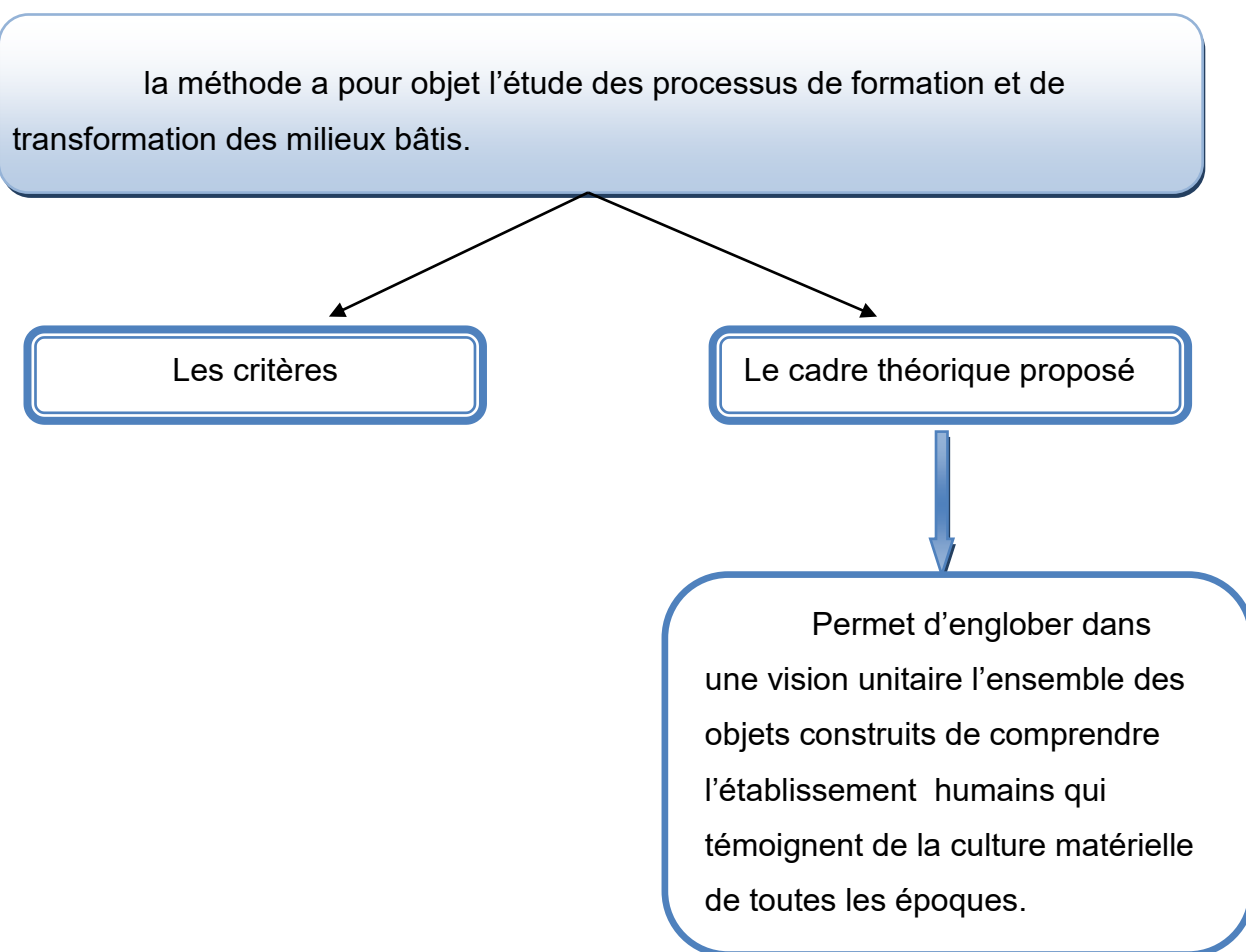 la méthode a pour objet l’étude des processus de formation et de
transformation des milieux bâtis.
Les critères
Le cadre théorique proposé
Permet d’englober dans
une vision unitaire l’ensemble des
objets construits de comprendre
l’établissement humains qui
témoignent de la culture matérielle
de toutes les époques.